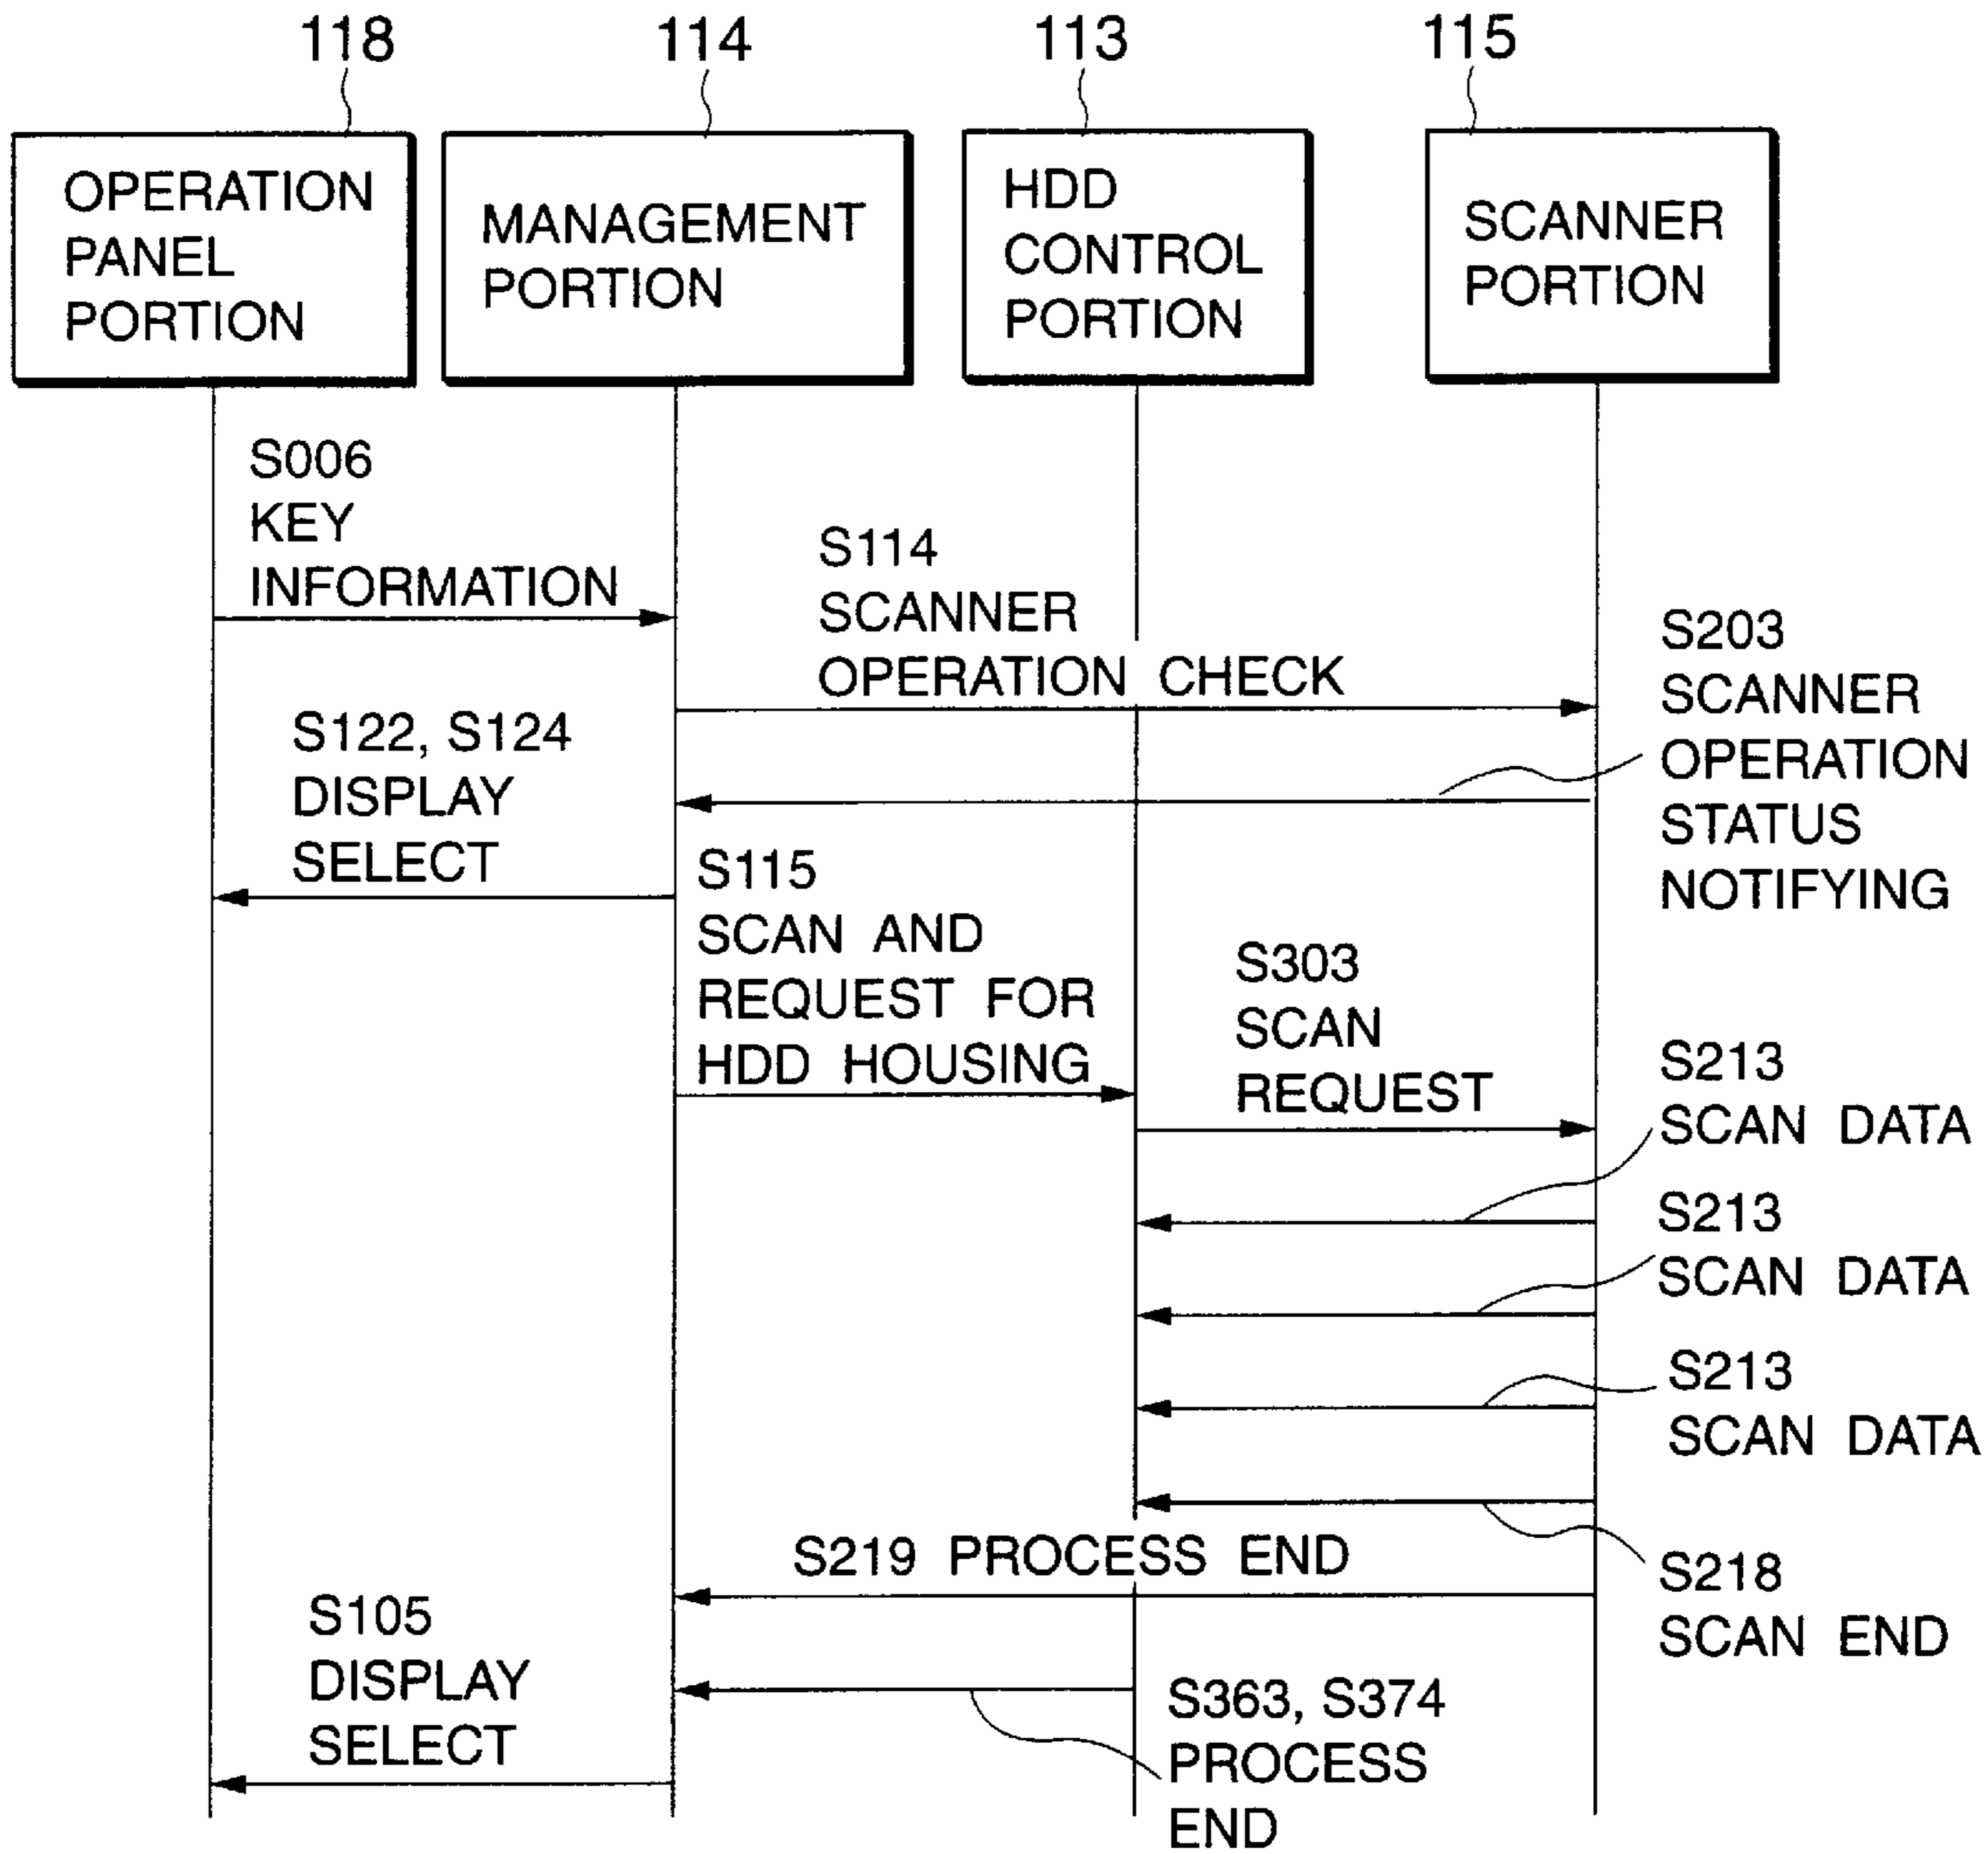 118
114
113
115
OPERATION
PANEL
PORTION
MANAGEMENT
PORTION
HDD
CONTROL
PORTION
SCANNER
PORTION
S006
KEY
INFORMATION
S114
SCANNER
OPERATION CHECK
S203
SCANNER
OPERATION
STATUS
NOTIFYING
S122, S124
DISPLAY
SELECT
S115
SCAN AND
REQUEST FOR
HDD HOUSING
S303
SCAN
REQUEST
S213
SCAN DATA
S213
SCAN DATA
S213
SCAN DATA
S219 PROCESS END
S218
SCAN END
S105
DISPLAY
SELECT
S363, S374
PROCESS
END